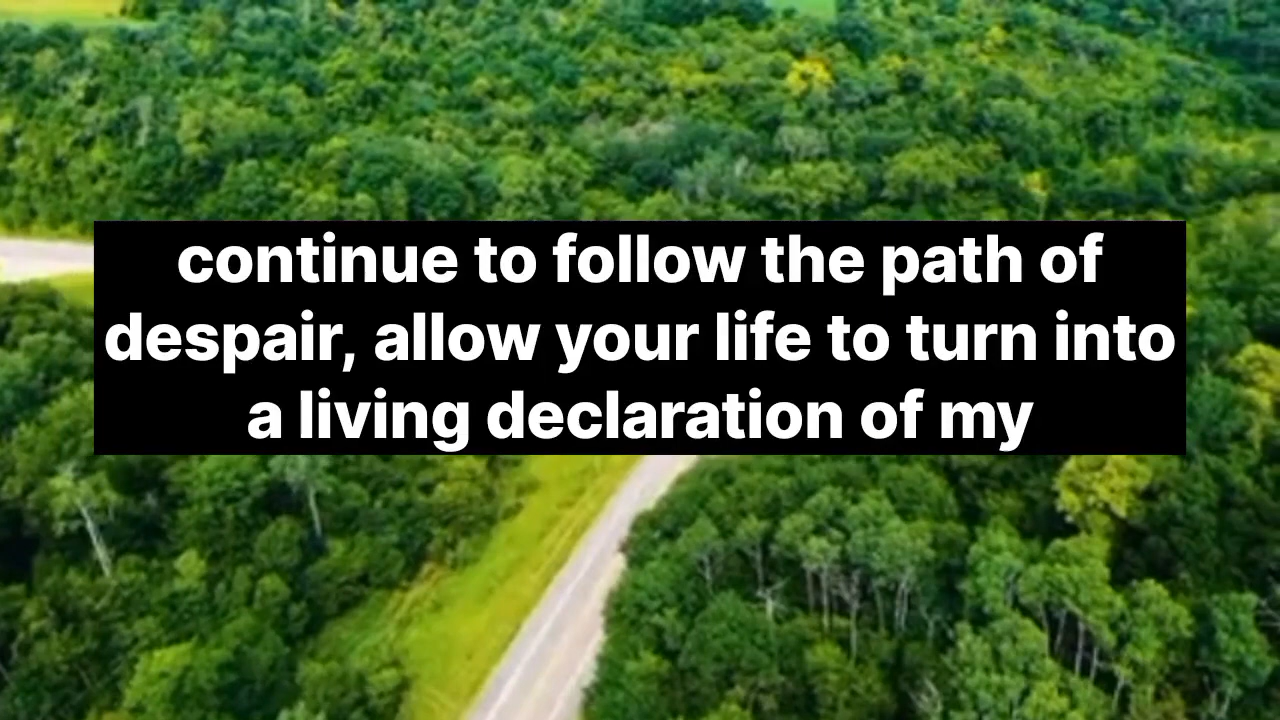 continue to follow the path of
despair, allow your life to turn into
a living declaration of my